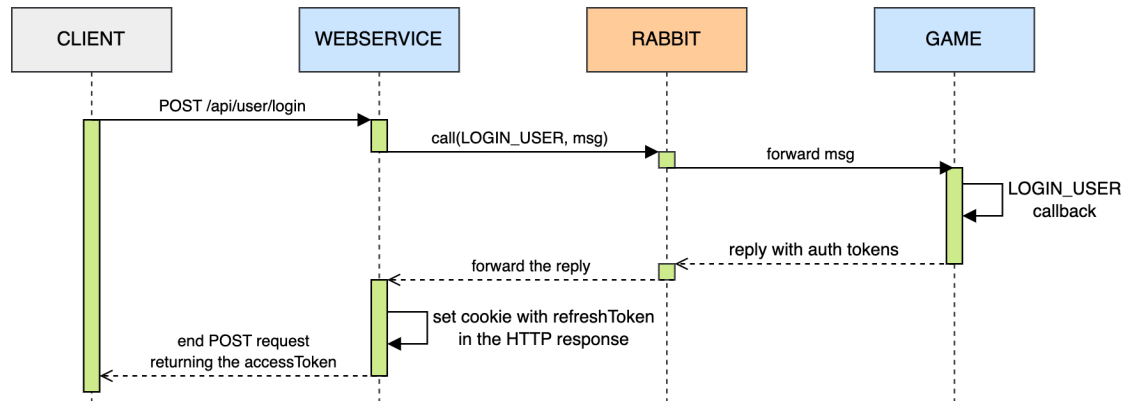 CLIENT
WEBSERVICE
RABBIT
GAME
POST /api/user/login
call(LOGIN_USER, msg)
forward msg
LOGIN_USER
callback
reply with auth tokens
forward the reply
set cookie with refreshToken
in the HTTP response
end POST request
returning the accessToken